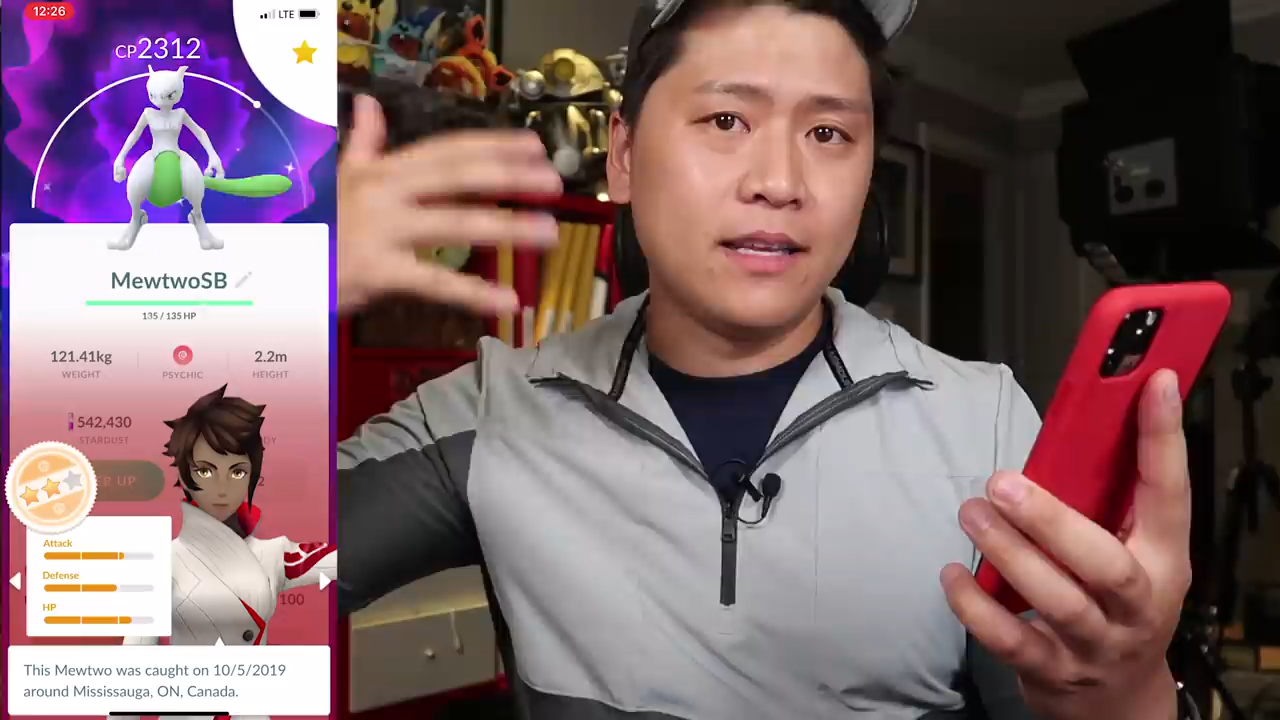 12:26
LTE
CP2312
MewtwoSB
135 / 135 HP
121.41kg
2.2m
WEIGHT
PSYCHIC
HEIGHT
542,430
STARDUST
Attack
Defense
HP
100
This Mewtwo was caught on 10/5/2019
around Mississauga, ON, Canada.